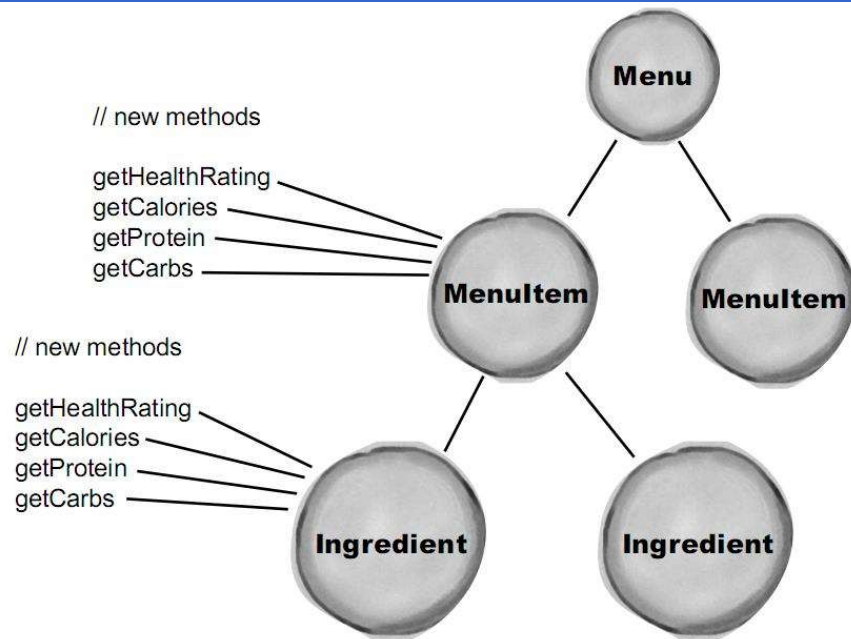 Menu
// new methods
getHealthRating
getCalories
getProtein
getCarbs
MenuItem
MenuItem
// new methods
getHealthRating
getCalories
getProtein
getCarbs
Ingredient
Ingredient